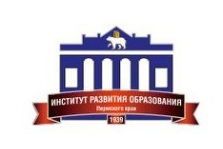 ИНСТИТУТ РАЗВИТИЯ ОБРАЗОВАНИЯ
Пермского края
1939